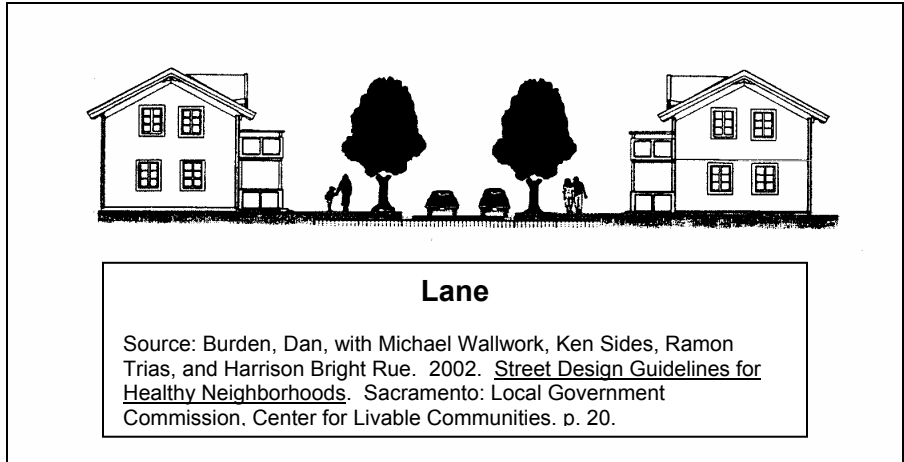 Lane
Source: Burden, Dan, with Michael Wallwork, Ken Sides, Ramon
Trias, and Harrison Bright Rue.  2002.  Street Design Guidelines for
Healthy Neighborhoods.  Sacramento: Local Government
Commission, Center for Livable Communities. p. 20.